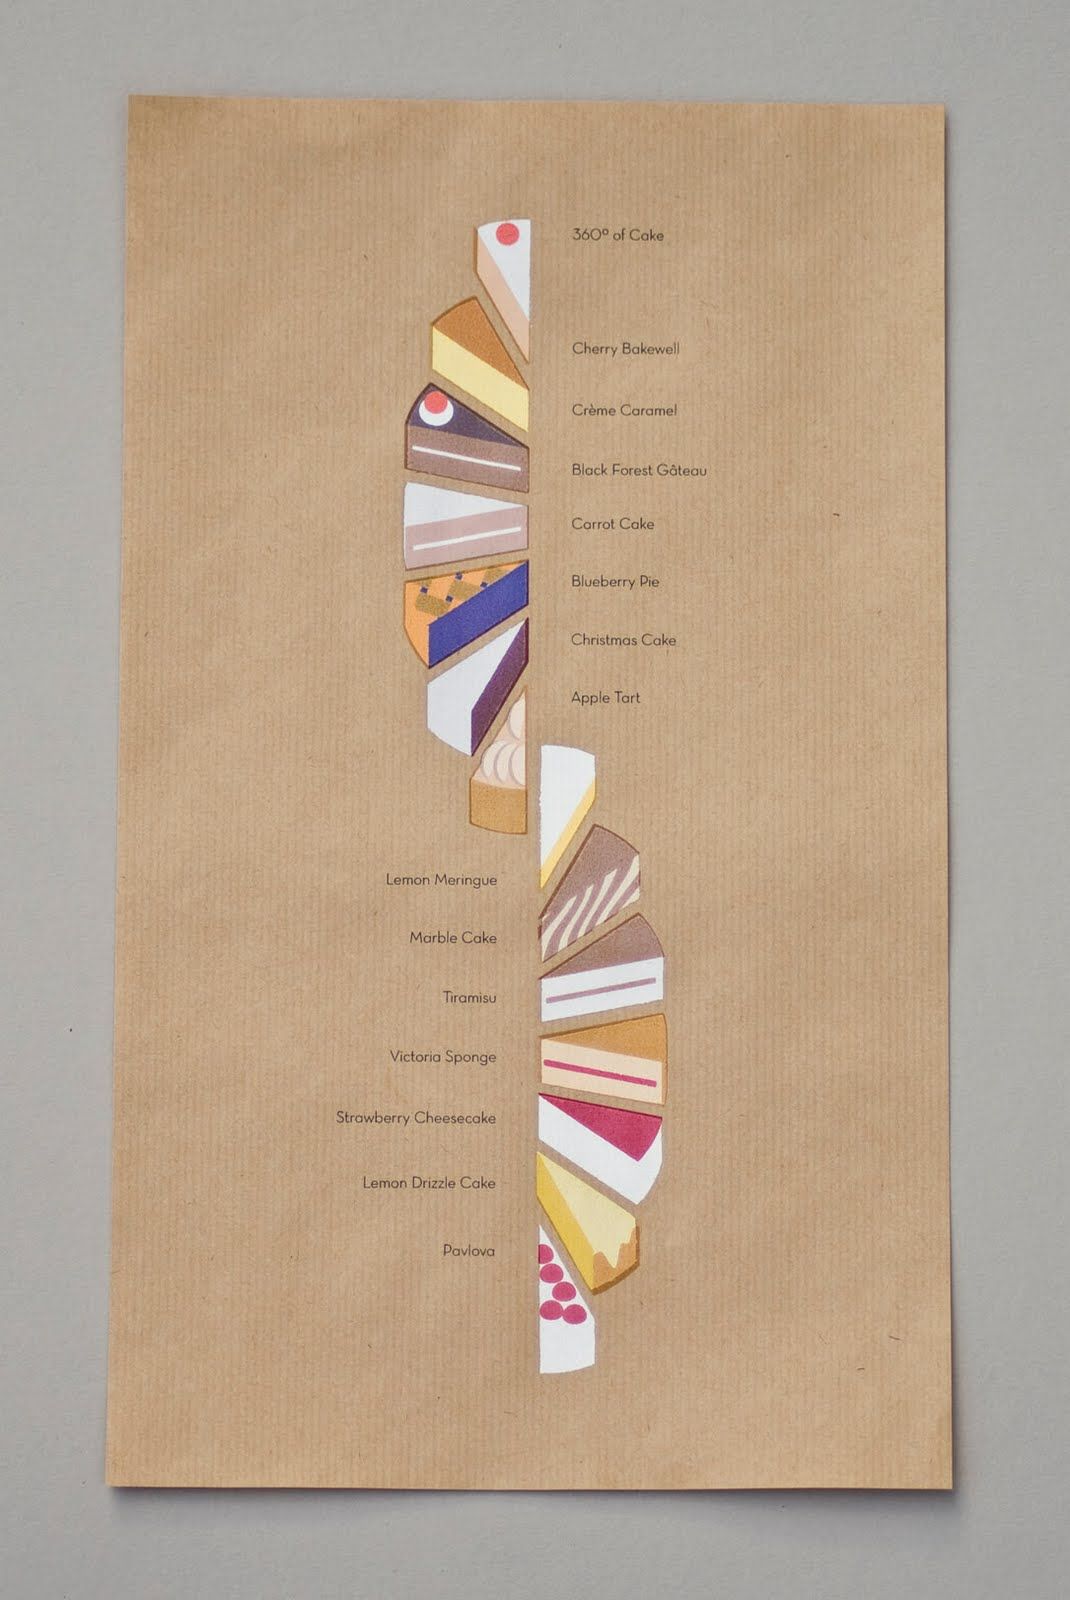 360º of Cake
Cherry Bakewell
Crème Caramel
Black Forest Gâteau
Carrot Cake
Blueberry Pie
Christmas Cake
Apple Tart
Lemon Meringue
Marble Cake
Tiramisu
Victoria Sponge
Strawberry Cheesecake
Lemon Drizzle Cake
Pavlova